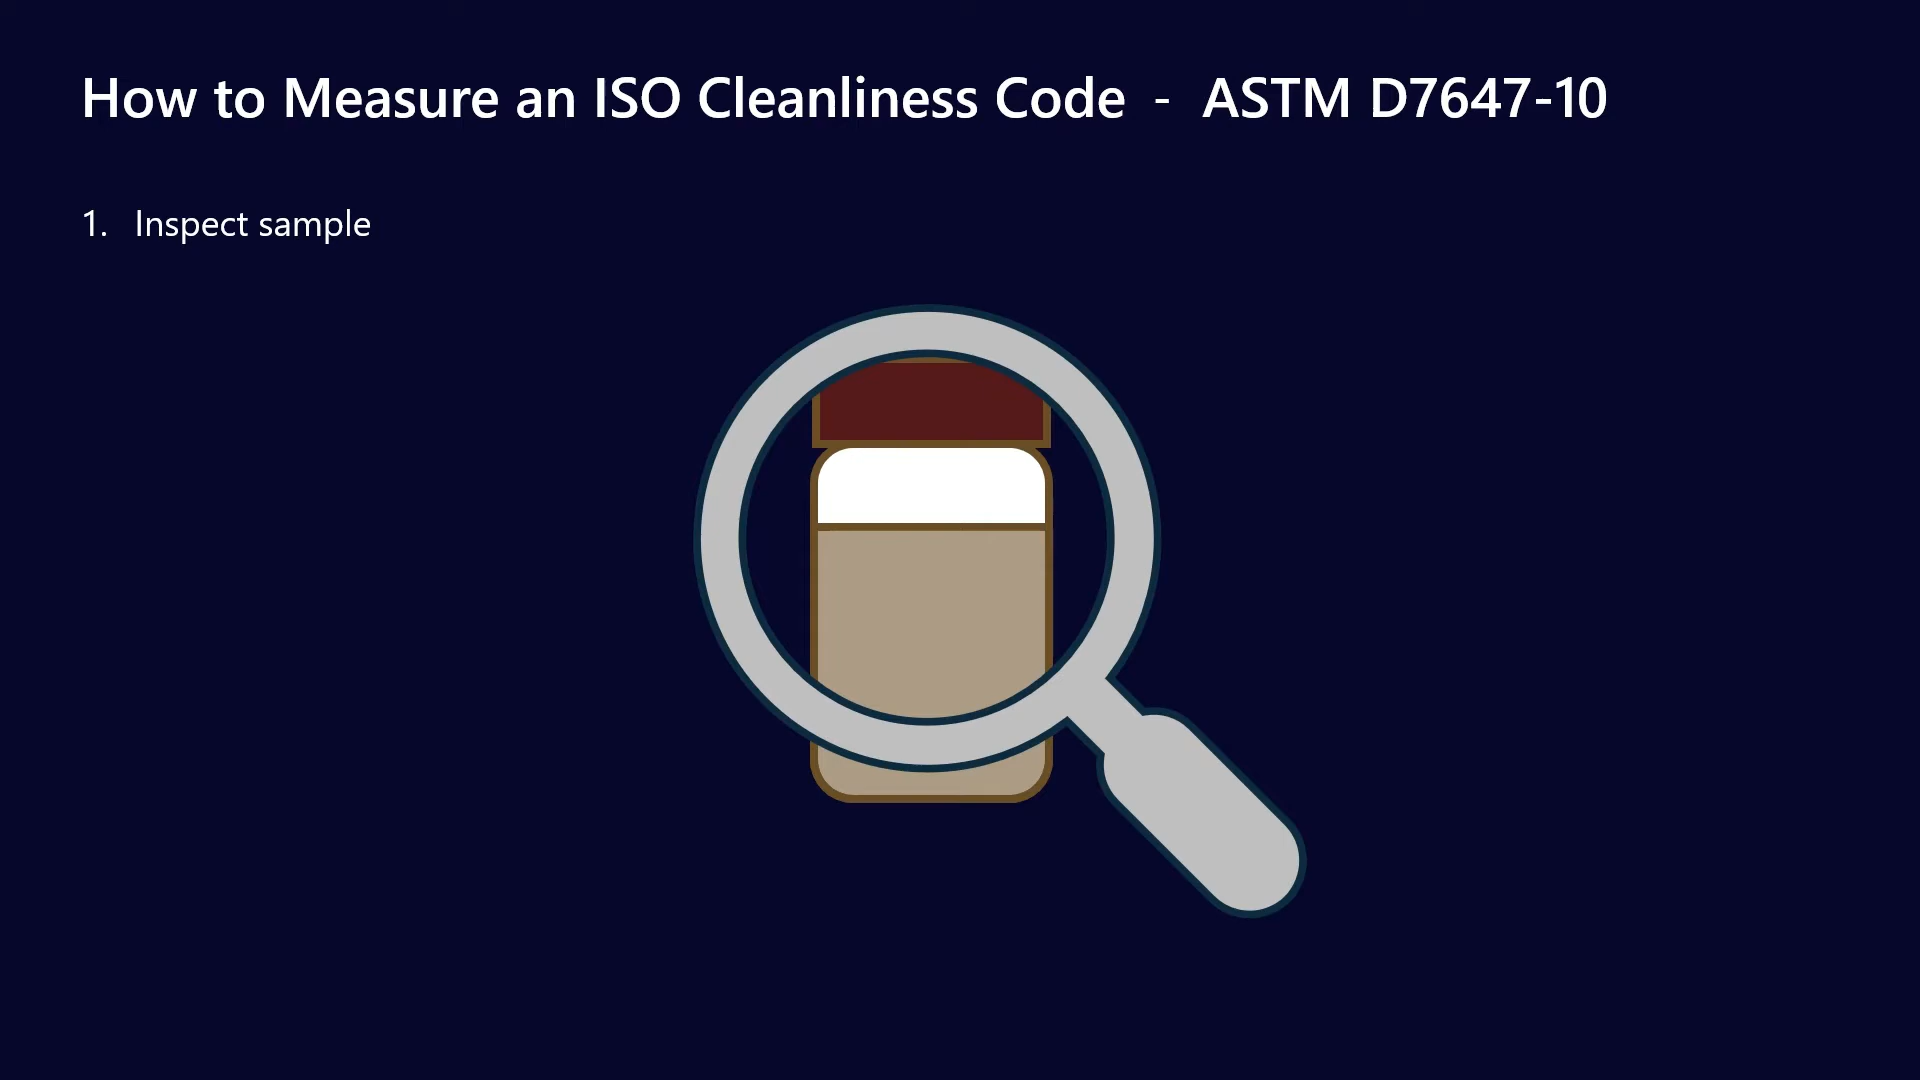 How to Measure an ISO Cleanliness Code - ASTM D7647-10
1. Inspect sample